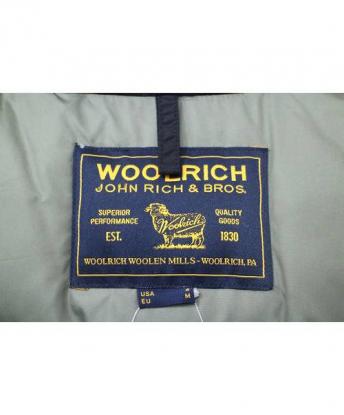 WOOLRICH
JOHN RICH & BROS.
SUPERIOR PERFORMANCE
QUALITY GOODS
Woolrich
EST.
1830
WOOLRICH WOOLEN MILLS - WOOLRICH, PA
USA
EU M